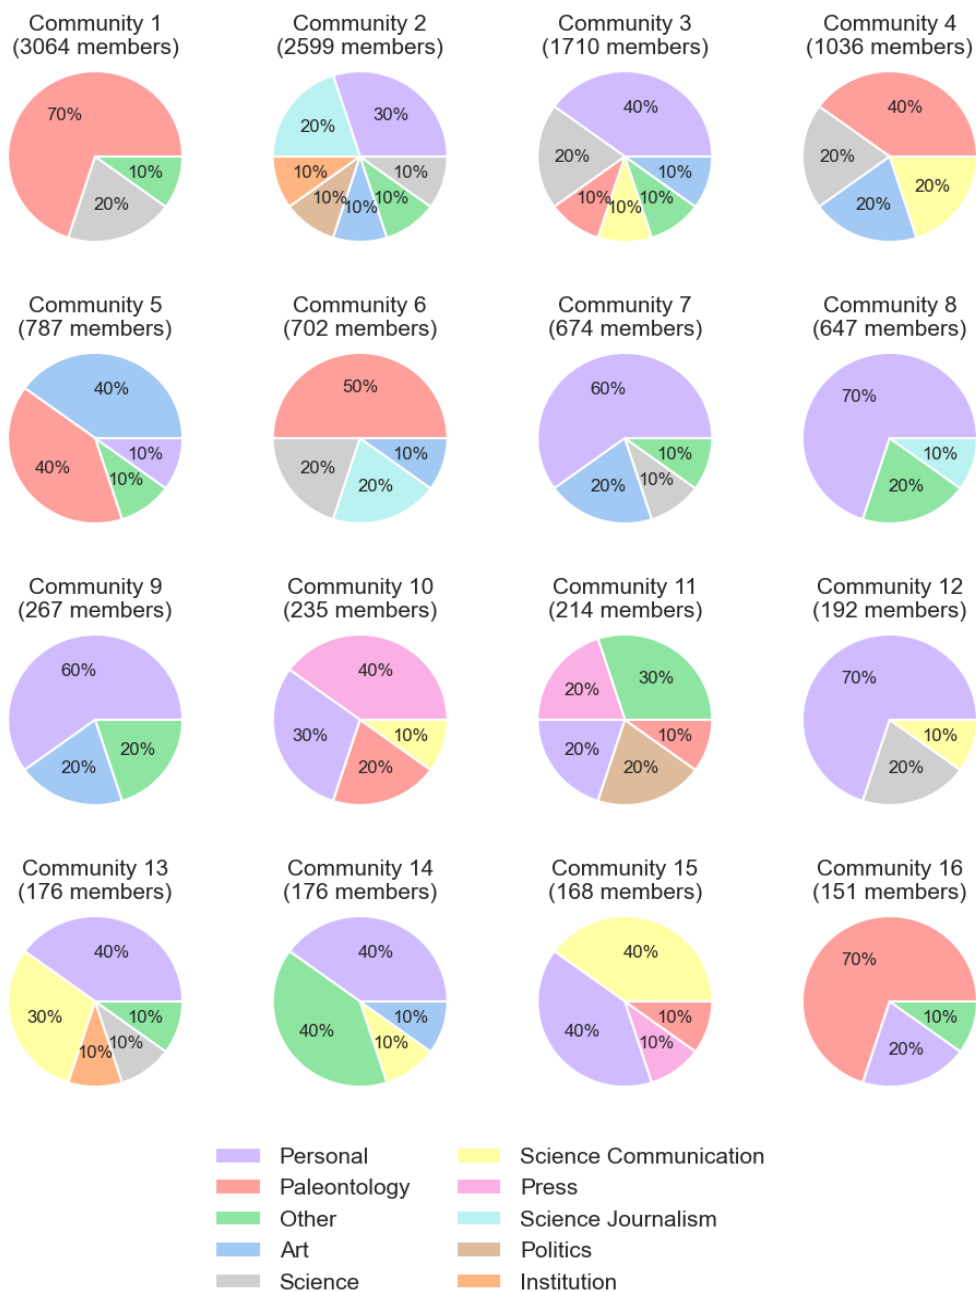 Community 1
(3064 members)
70%
10%
20%
Community 2
(2599 members)
30%
20%
10%
10%
10%
10%
10%
Community 3
(1710 members)
40%
20%
10%
10%
10%
10%
Community 4
(1036 members)
40%
20%
20%
20%
Community 5
(787 members)
40%
10%
40%
10%
Community 6
(702 members)
50%
10%
20%
20%
Community 7
(674 members)
60%
10%
10%
20%
Community 8
(647 members)
70%
10%
20%
Community 9
(267 members)
60%
20%
20%
Community 10
(235 members)
40%
30%
10%
20%
Community 11
(214 members)
30%
20%
10%
20%
20%
Community 12
(192 members)
70%
10%
20%
Community 13
(176 members)
40%
30%
10%
10%
10%
Community 14
(176 members)
40%
10%
40%
10%
Community 15
(168 members)
40%
10%
40%
10%
Community 16
(151 members)
70%
10%
20%
Personal
Paleontology
Other
Art
Science
Science Communication
Press
Science Journalism
Politics
Institution